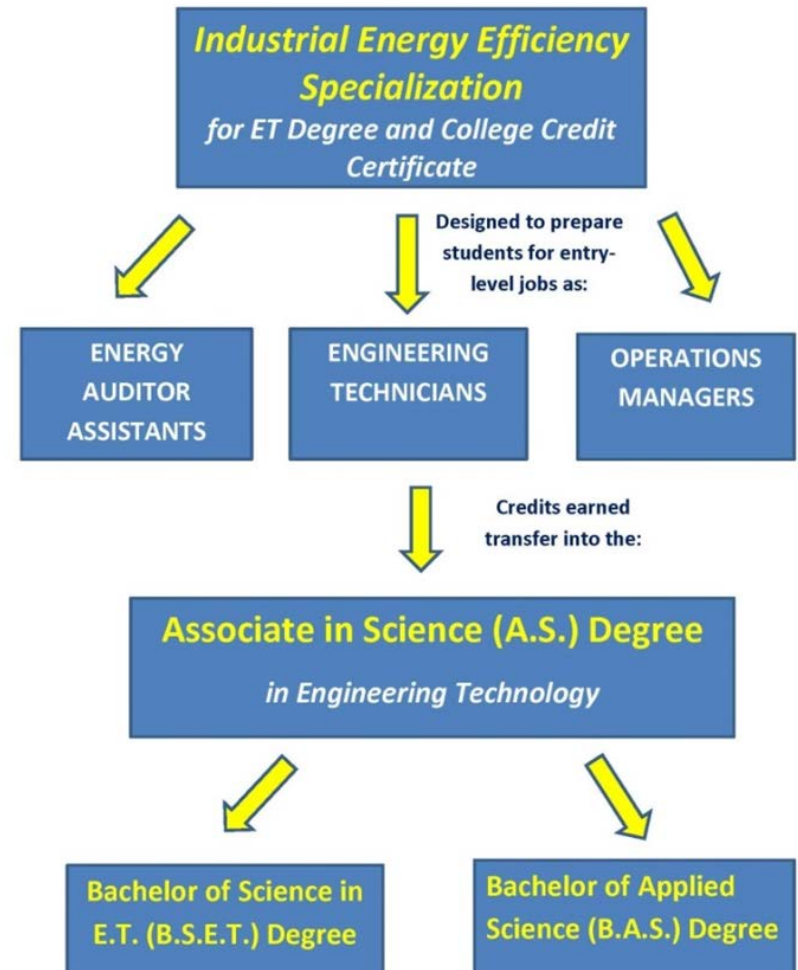 Industrial Energy Efficiency
Specialization
for ET Degree and College Credit
Certificate
Designed to prepare
students for entry-
level jobs as:
ENERGY
AUDITOR
ASSISTANTS
ENGINEERING
TECHNICIANS
OPERATIONS
MANAGERS
Credits earned
transfer into the:
Associate in Science (A.S.) Degree
in Engineering Technology
Bachelor of Science in
E.T. (B.S.E.T.) Degree
Bachelor of Applied
Science (B.A.S.) Degree